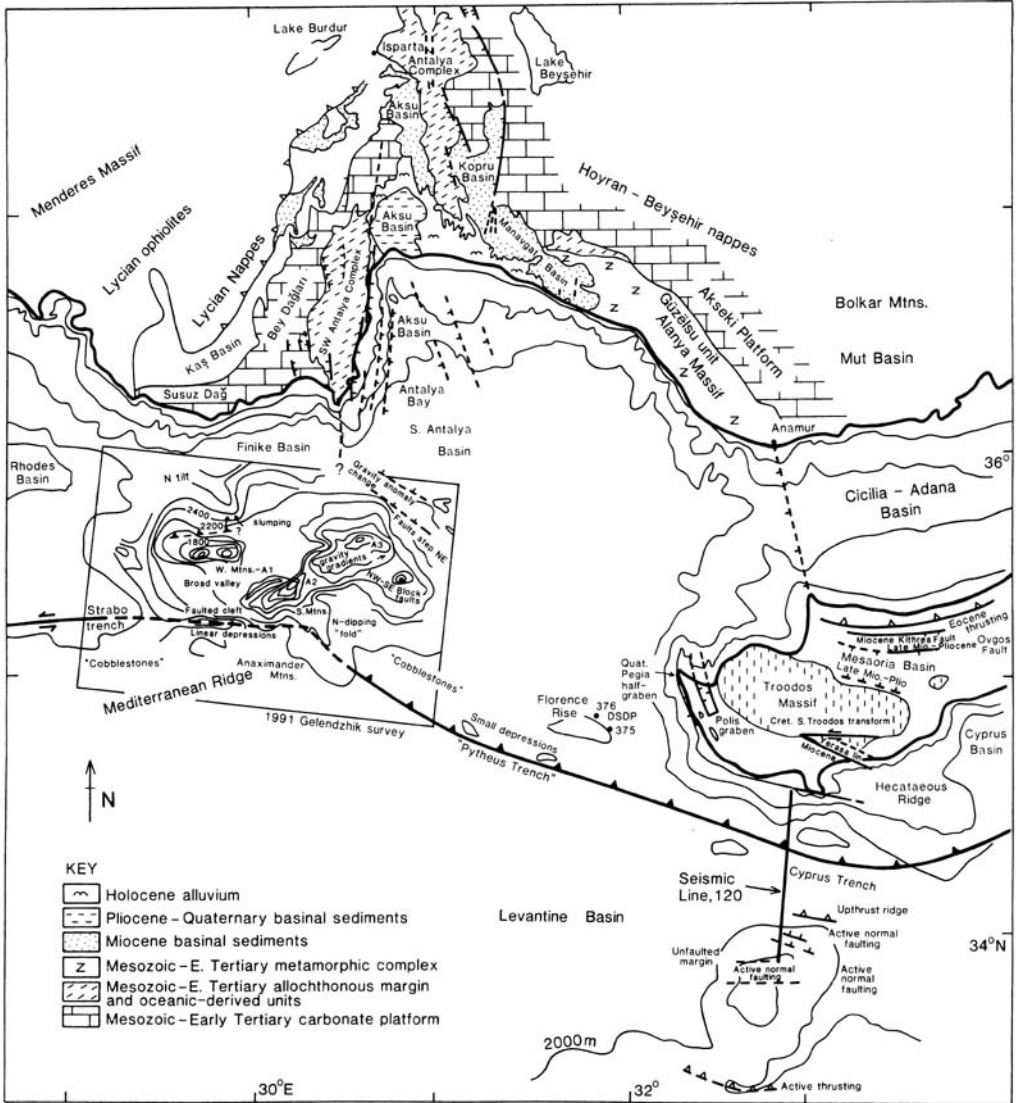 Lake Burdur
Isparta
Antalya
Complex
Lake
Beyşehir
Aksu
Basin
Kopru
Basin
Menderes Massif
Hoyran - Beyşehir nappes
Aksu
Basin
Manavgat
Basin
Lycian ophiolites
Lycian Nappes
Kaş Basin
Bey Dağları
SW Antalya Complex
Susuz Dağ
z
z
z
z
z
z
z
Güzelsu unit
Alanya Massif
Akseki Platform
Bolkar Mtns.
Mut Basin
Aksu
Basin
Antalya
Bay
S. Antalya
Basin
Anamur
Finike Basin
36°
Rhodes
Basin
Cicilia - Adana
Basin
N tilt
?
Gravity anomaly
change
Faults step NE
2400
2200
?
slumping
1800
W. Mtns.-A1
A3
gravity
gradients
Broad valley
A2
NW-SE Block
faults
Strabo
trench
Faulted cleft
S.Mtns.
Linear depressions
N-dipping
"fold"
"Cobblestones"
Anaximander
Mtns.
"Cobblestones"
Mediterranean Ridge
1991 Gelendzhik survey
Eocene
thrusting
Miocene Kithrea Fault
Late Mio.-Pliocene
Ovgos
Fault
Mesaoria Basin
Late Mio.-Plio
Quat.
Pegia
half-
graben
Troodos
Massif
Polis
graben
Cret. S. Troodos transform
Yerasa lin.
Miocene
Cyprus
Basin
Florence
Rise
376
DSDP
375
Small depressions
"Pytheus Trench"
Hecataeous
Ridge
N
Cyprus Trench
Seismic
Line,120
Upthrust ridge
Levantine Basin
Active normal
faulting
34°N
Unfaulted
margin
Active normal
faulting
Active
normal
faulting
KEY
Holocene alluvium
Pliocene - Quaternary basinal sediments
Miocene basinal sediments
z Mesozoic - E. Tertiary metamorphic complex
Mesozoic - E. Tertiary allochthonous margin
and oceanic-derived units
Mesozoic - Early Tertiary carbonate platform
2000m
30°E
32°
Active thrusting